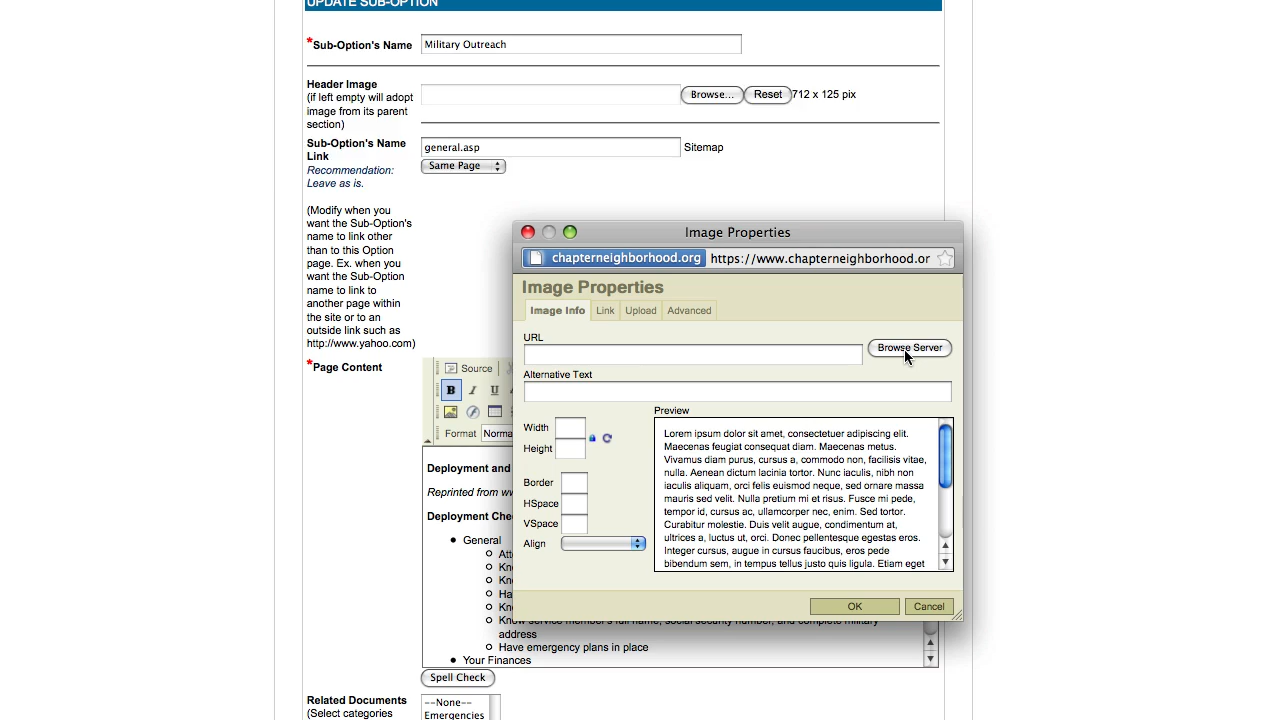 UPDATE SUB-OPTION
*Sub-Option's Name
Military Outreach
Header Image
(if left empty will adopt
image from its parent
section)
Browse...
Reset
712 x 125 pix
Sub-Option's Name
Link
Recommendation:
Leave as is.
general.asp
Sitemap
Same Page
(Modify when you
want the Sub-Option's
name to link other
than to this Option
page. Ex. when you
want the Sub-Option
name to link to
another page within
the site or to an
outside link such as
http://www.yahoo.com)
*Page Content
Source
B I U
Format
Deployment and
Reprinted from
Deployment
General
Have emergency plans in place
address
Your Finances
Spell Check
Related Documents
(Select categories
--None--
Emergencies
Image Properties
chapterneighborhood.org
https://www.chapterneighborhood.or
Image Properties
Image Info
Link
Upload
Advanced
URL
Browse Server
Alternative Text
Width
Height
Border
HSpace
VSpace
Align
Preview
Lorem ipsum dolor sit amet, consectetuer adipiscing elit.
Maecenas feugiat consequat diam. Maecenas metus.
Vivamus diam purus, cursus a, commodo non, facilisis vitae,
nulla. Aenean dictum lacinia tortor. Nunc iaculis, nibh non
iaculis aliquam, orci felis euismod neque, sed ornare massa
mauris sed velit. Nulla pretium mi et risus. Fusce mi pede,
tempor id, cursus ac, ullamcorper nec, enim. Sed tortor.
Curabitur molestie. Duis velit augue, condimentum at,
ultrices a, luctus ut, orci. Donec pellentesque egestas eros.
Integer cursus, augue in cursus faucibus, eros pede
bibendum sem, in tempus tellus justo quis ligula. Etiam eget
OK
Cancel